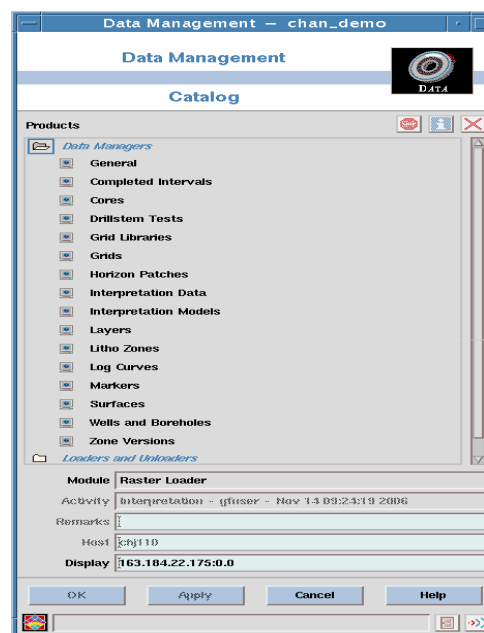 Data Management — chan_demo
Data Management
DATA
Catalog
Products
Data Managers
General
Completed Intervals
Cores
Drillstem Tests
Grid Libraries
Grids
Horizon Patches
Interpretation Data
Interpretation Models
Layers
Litho Zones
Log Curves
Markers
Surfaces
Wells and Boreholes
Zone Versions
Loaders and Unloaders
Module Raster Loader
Activity Interpretation - gfuser - Nov 14 09:24:19 2006
Remarks
Host chj110
Display 163.184.22.175:0.0
OK Apply Cancel Help